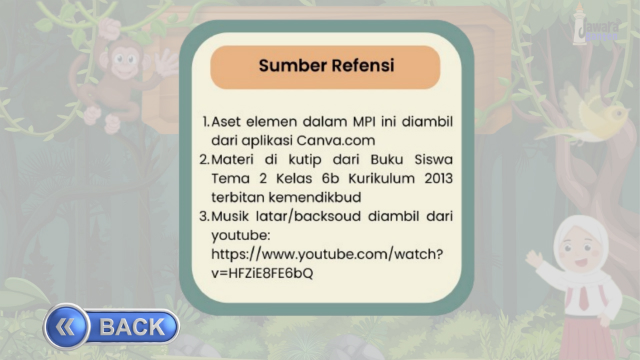 Jawara
Sumber Refensi
1. Aset elemen dalam MPI ini diambil
dari aplikasi Canva.com
2. Materi di kutip dari Buku Siswa
Tema 2 Kelas 6b Kurikulum 2013
terbitan kemendikbud
3. Musik latar/backsoud diambil dari
youtube:
https://www.youtube.com/watch?
v=HFZiE8FE6bQ
BACK